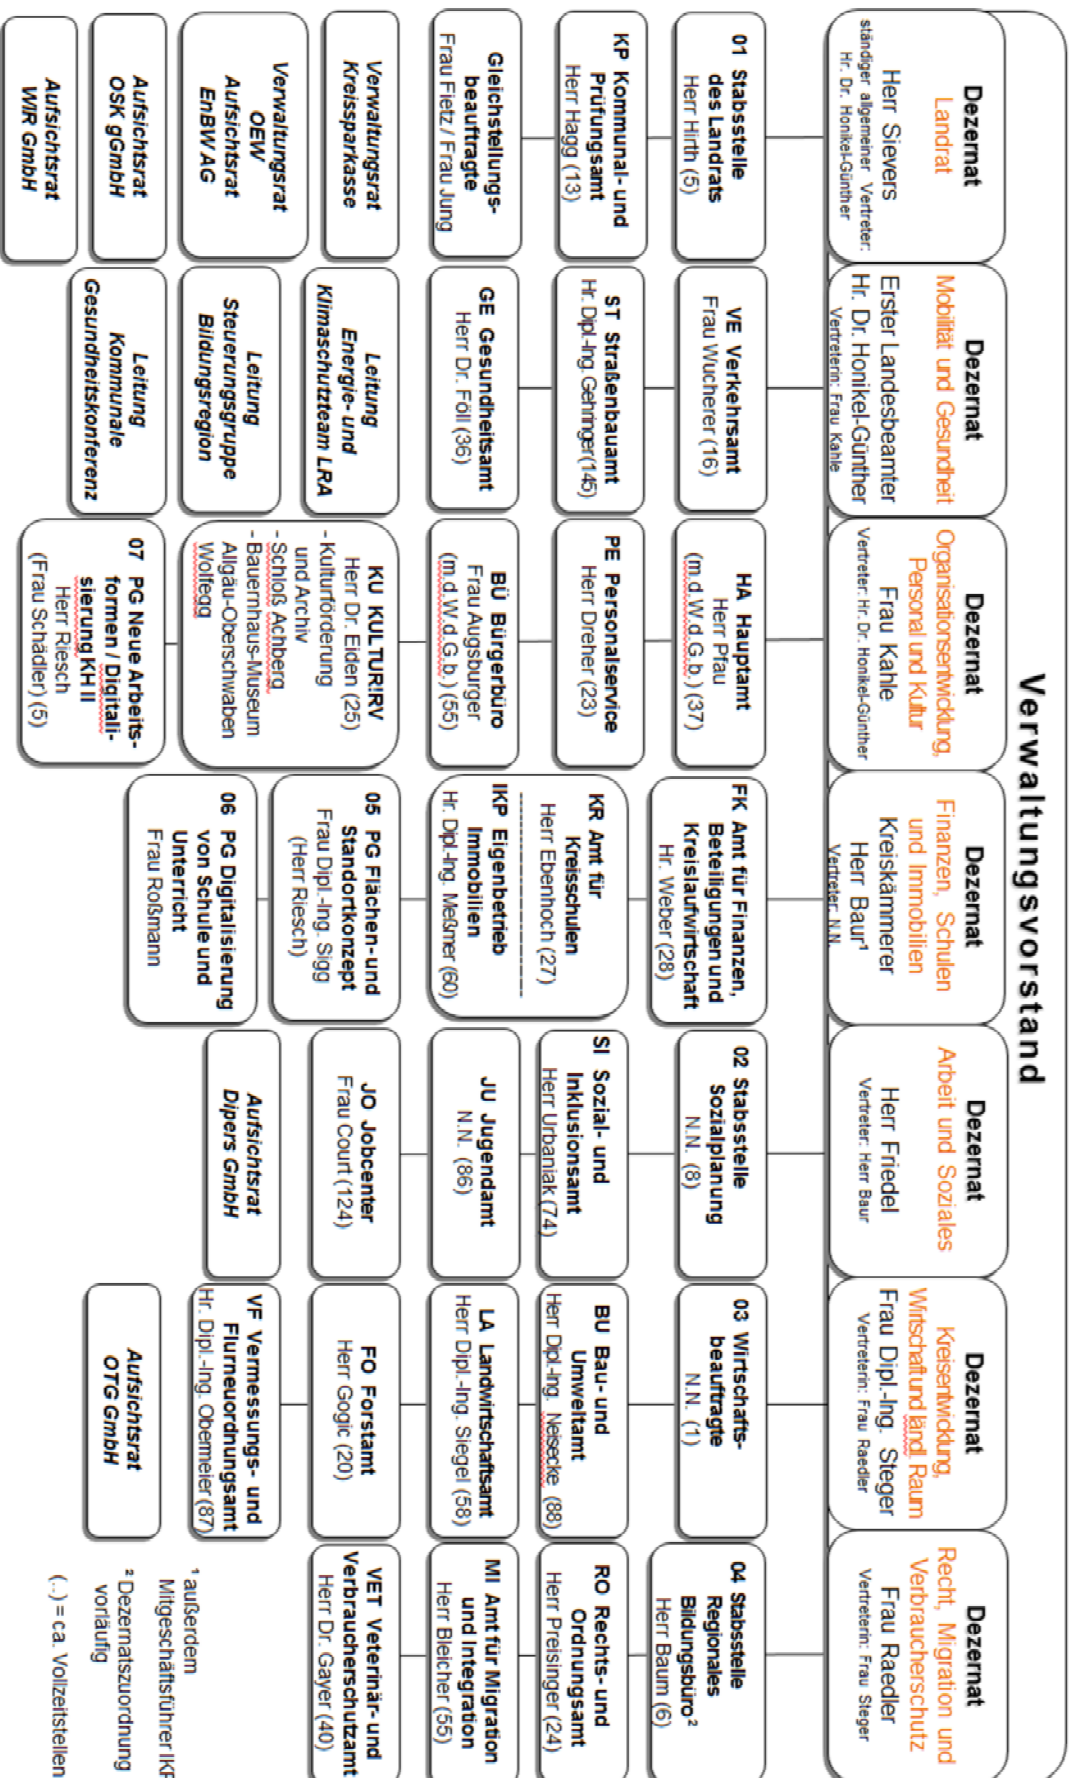 Verwaltungsvorstand
Dezernat
Landrat
Herr Sievers
ständiger allgemeiner Vertreter:
Hr. Dr. Honikel-Günther
01 Stabsstelle
des Landrats
Herr Hirth (5)
KP Kommunal- und
Prüfungsamt
Herr Hagg (13)
Gleichstellungs-
beauftragte
Frau Fietz / Frau Jung
Verwaltungsrat
Kreissparkasse
Verwaltungsrat
OEW
Aufsichtsrat
EnBW AG
Aufsichtsrat
OSK gGmbH
Aufsichtsrat
WIR GmbH
Dezernat
Mobilität und Gesundheit
Erster Landesbeamter
Hr. Dr. Honikel-Günther
Vertreterin: Frau Kahle
VE Verkehrsamt
Frau Wucherer (16)
ST Straßenbauamt
Hr. Dipl.-Ing. Gehringer(145)
GE Gesundheitsamt
Herr Dr. Föll (36)
Leitung
Energie- und
Klimaschutzteam LRA
Leitung
Steuerungsgruppe
Bildungsregion
Leitung
Kommunale
Gesundheitskonferenz
Dezernat
Organisationsentwicklung,
Personal und Kultur
Frau Kahle
Vertreter: Hr. Dr. Honikel-Günther
HA Hauptamt
Herr Pfau
(m.d.W.d.G.b.) (37)
PE Personalservice
Herr Dreher (23)
BÜ Bürgerbüro
Frau Augsburger
(m.d.W.d.G.b.) (55)
KU KULTUR!RV
Herr Dr. Eiden (25)
- Kulturförderung
und Archiv
- Schloß Achberg
- Bauernhaus-Museum
Allgäu-Oberschwaben
Wolfegg
07 PG Neue Arbeits-
formen / Digitali-
sierung KH II
Herr Riesch
(Frau Schädler) (5)
Dezernat
Finanzen, Schulen
und Immobilien
Kreiskämmerer
Herr Baur¹
Vertreter: N.N.
FK Amt für Finanzen,
Beteiligungen und
Kreislaufwirtschaft
Hr. Weber (28)
KR Amt für
Kreisschulen
Herr Ebenhoch (27)
IKP Eigenbetrieb
Immobilien
Hr. Dipl.-Ing. Meßmer (60)
05 PG Flächen- und
Standortkonzept
Frau Dipl.-Ing. Sigg
(Herr Riesch)
06 PG Digitalisierung
von Schule und
Unterricht
Frau Roßmann
Dezernat
Arbeit und Soziales
Herr Friedel
Vertreter: Herr Baur
02 Stabsstelle
Sozialplanung
N.N. (8)
SI Sozial- und
Inklusionsamt
Herr Urbaniak (74)
JU Jugendamt
N.N. (86)
JO Jobcenter
Frau Court (124)
Aufsichtsrat
Dipers GmbH
Dezernat
Kreisentwicklung,
Wirtschaft und ländl. Raum
Frau Dipl.-Ing. Steger
Vertreterin: Frau Raedler
03 Wirtschafts-
beauftragte
N.N. (1)
BU Bau- und
Umweltamt
Herr Dipl.-Ing. Neisecke (88)
LA Landwirtschaftsamt
Herr Dipl.-Ing. Siegel (58)
FO Forstamt
Herr Gogic (20)
VF Vermessungs- und
Flurneuordnungsamt
Hr. Dipl.-Ing. Obermeier (87)
Aufsichtsrat
OTG GmbH
Dezernat
Recht, Migration und
Verbraucherschutz
Frau Raedler
Vertreterin: Frau Steger
04 Stabsstelle
Regionales
Bildungsbüro²
Herr Baum (6)
RO Rechts- und
Ordnungsamt
Herr Preisinger (24)
MI Amt für Migration
und Integration
Herr Bleicher (55)
VET Veterinär- und
Verbraucherschutzamt
Herr Dr. Gayer (40)
¹ außerdem
Mitgeschäftsführer IKP
² Dezernatszuordnung
vorläufig
(..) = ca. Vollzeitstellen